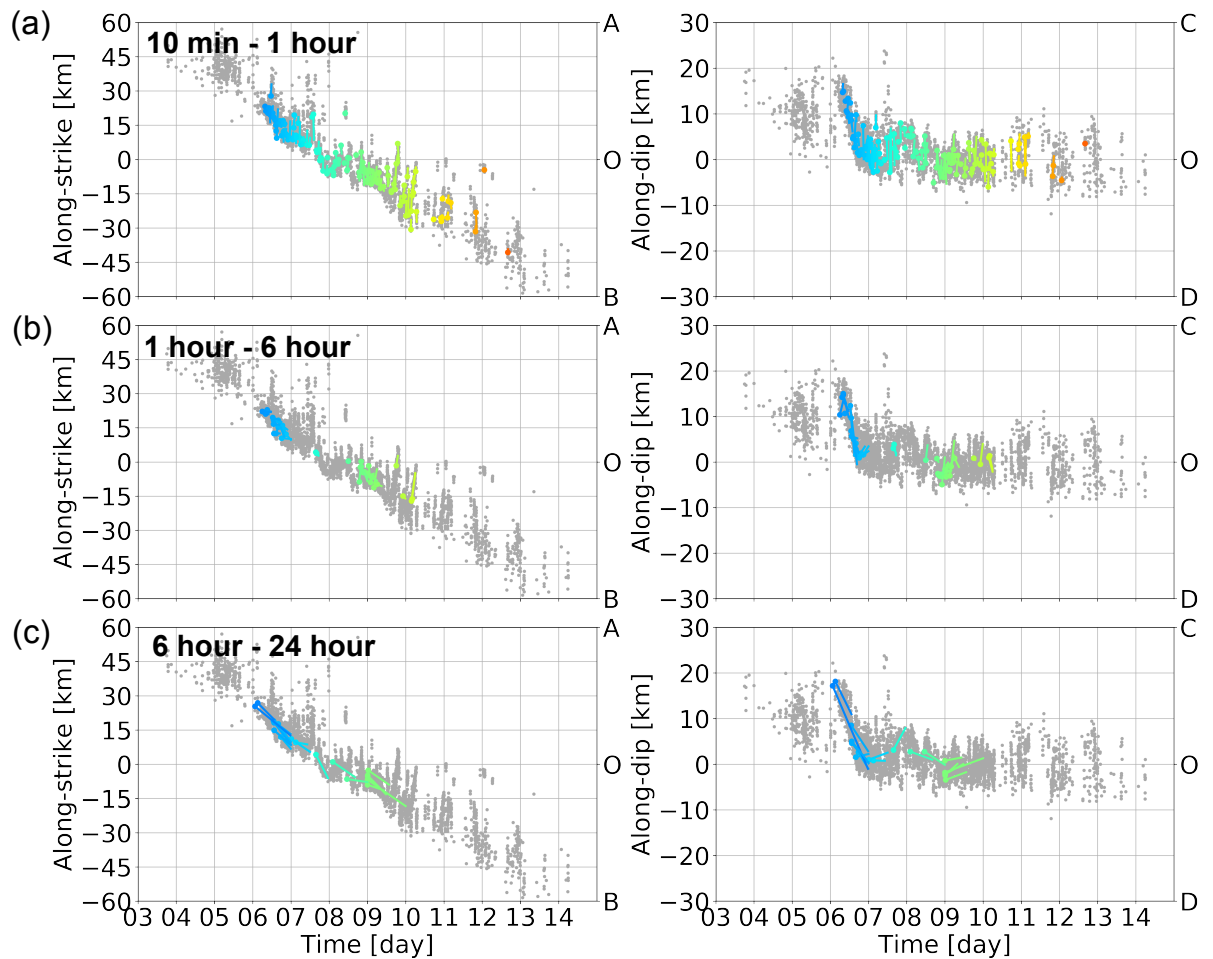 (a)
10 min - 1 hour
Along-strike [km]
60
45
30
15
0
−15
−30
−45
−60
A
O
B
Along-dip [km]
30
20
10
0
−10
−20
−30
C
O
D
(b)
1 hour - 6 hour
Along-strike [km]
60
45
30
15
0
−15
−30
−45
−60
A
O
B
Along-dip [km]
30
20
10
0
−10
−20
−30
C
O
D
(c)
6 hour - 24 hour
Along-strike [km]
60
45
30
15
0
−15
−30
−45
−60
A
O
B
03 04 05 06 07 08 09 10 11 12 13 14
Time [day]
Along-dip [km]
30
20
10
0
−10
−20
−30
C
O
D
03 04 05 06 07 08 09 10 11 12 13 14
Time [day]